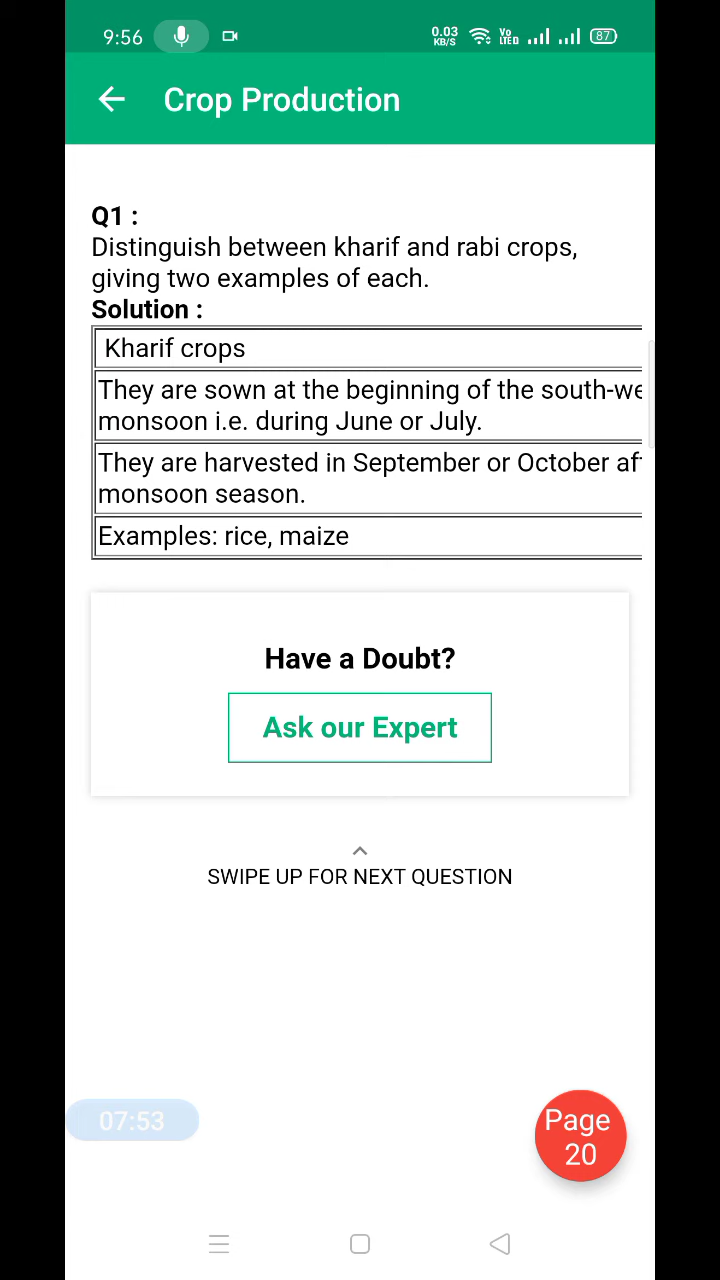 9:56
0.03 KB/S
Vo LTED
87
Crop Production
Q1 :
Distinguish between kharif and rabi crops,
giving two examples of each.
Solution :
Kharif crops
They are sown at the beginning of the south-we
monsoon i.e. during June or July.
They are harvested in September or October af
monsoon season.
Examples: rice, maize
Have a Doubt?
Ask our Expert
SWIPE UP FOR NEXT QUESTION
07:53
Page
20